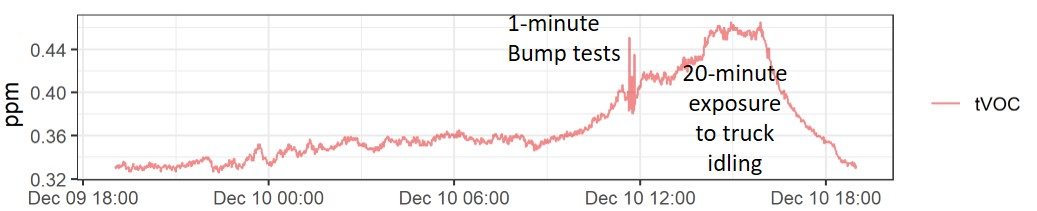 1-minute
Bump tests
20-minute
exposure
to truck
idling
ppm
0.44
0.40
0.36
0.32
Dec 09 18:00
Dec 10 00:00
Dec 10 06:00
Dec 10 12:00
Dec 10 18:00
tVOC